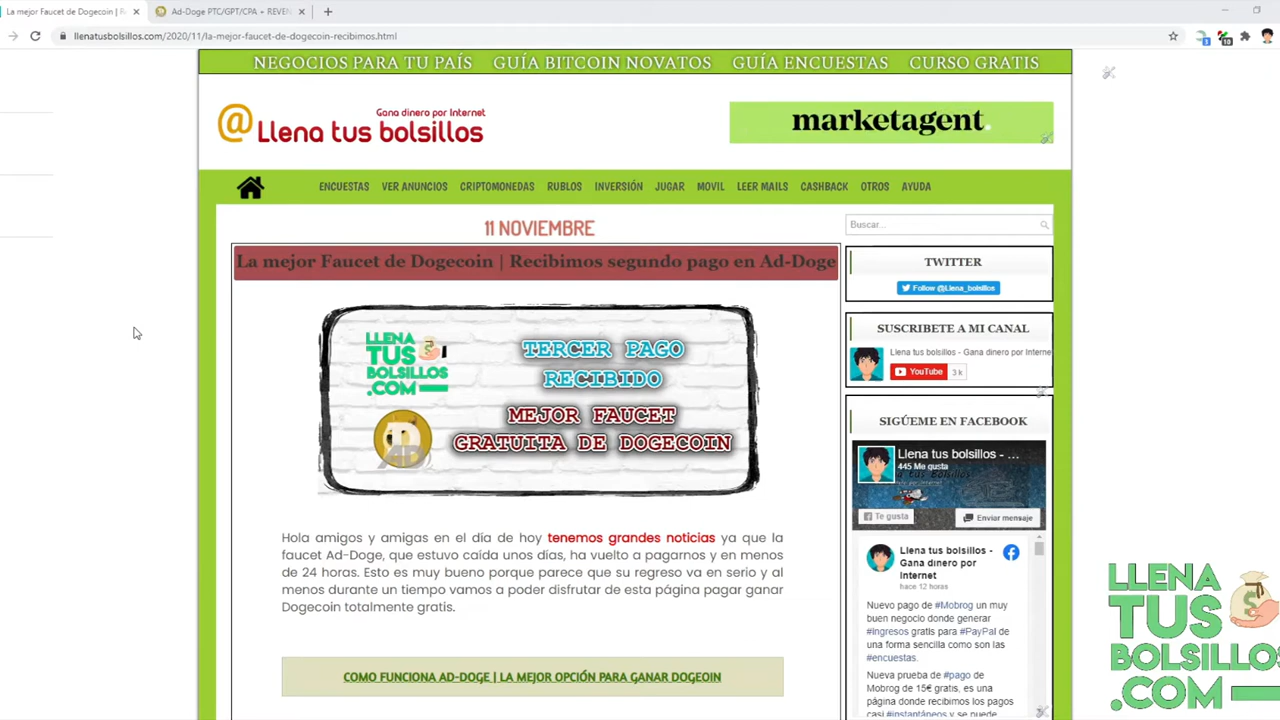 La mejor Faucet de Dogecoin | R
Ad-Doge PTC/GPT/CPA + REVEN
llenatusbolsillos.com/2020/11/la-mejor-faucet-de-dogecoin-recibimos.html
NEGOCIOS PARA TU PAÍS GUÍA BITCOIN NOVATOS GUÍA ENCUESTAS CURSO GRATIS
Gana dinero por Internet
@Llena tus bolsillos
marketagent.
ENCUESTAS VER ANUNCIOS CRIPTOMONEDAS RUBLOS INVERSIÓN JUGAR MOVIL LEER MAILS CASHBACK OTROS AYUDA
11 NOVIEMBRE
La mejor Faucet de Dogecoin | Recibimos segundo pago en Ad-Doge
LLENA
TUS
BOLSILLOS
.COM
TERCER PAGO
RECIBIDO
MEJOR FAUCET
GRATUITA DE DOGECOIN
D
AD
Hola amigos y amigas en el día de hoy tenemos grandes noticias ya que la
faucet Ad-Doge, que estuvo caída unos días, ha vuelto a pagarnos y en menos
de 24 horas. Esto es muy bueno porque parece que su regreso va en serio y al
menos durante un tiempo vamos a poder disfrutar de esta página pagar ganar
Dogecoin totalmente gratis.
COMO FUNCIONA AD-DOGE | LA MEJOR OPCIÓN PARA GANAR DOGEOIN
Buscar...
TWITTER
Follow @Llena_bolsillos
SUSCRIBETE A MI CANAL
Llena tus bolsillos - Gana dinero por Interne
YouTube 3 k
SIGÚEME EN FACEBOOK
Llena tus bolsillos - ...
445 Me gusta
Te gusta
Enviar mensaje
Llena tus bolsillos -
Gana dinero por
Internet
hace 12 horas
Nuevo pago de #Mobrog un muy
buen negocio donde generar
#ingresos gratis para #PayPal de
una forma sencilla como son las
#encuestas.
Nueva prueba de #pago de
Mobrog de 15€ gratis, es una
página donde recibimos los pagos
casi #instantáneos y se puede
LLENA
TUS
BOLSILLOS
.COM